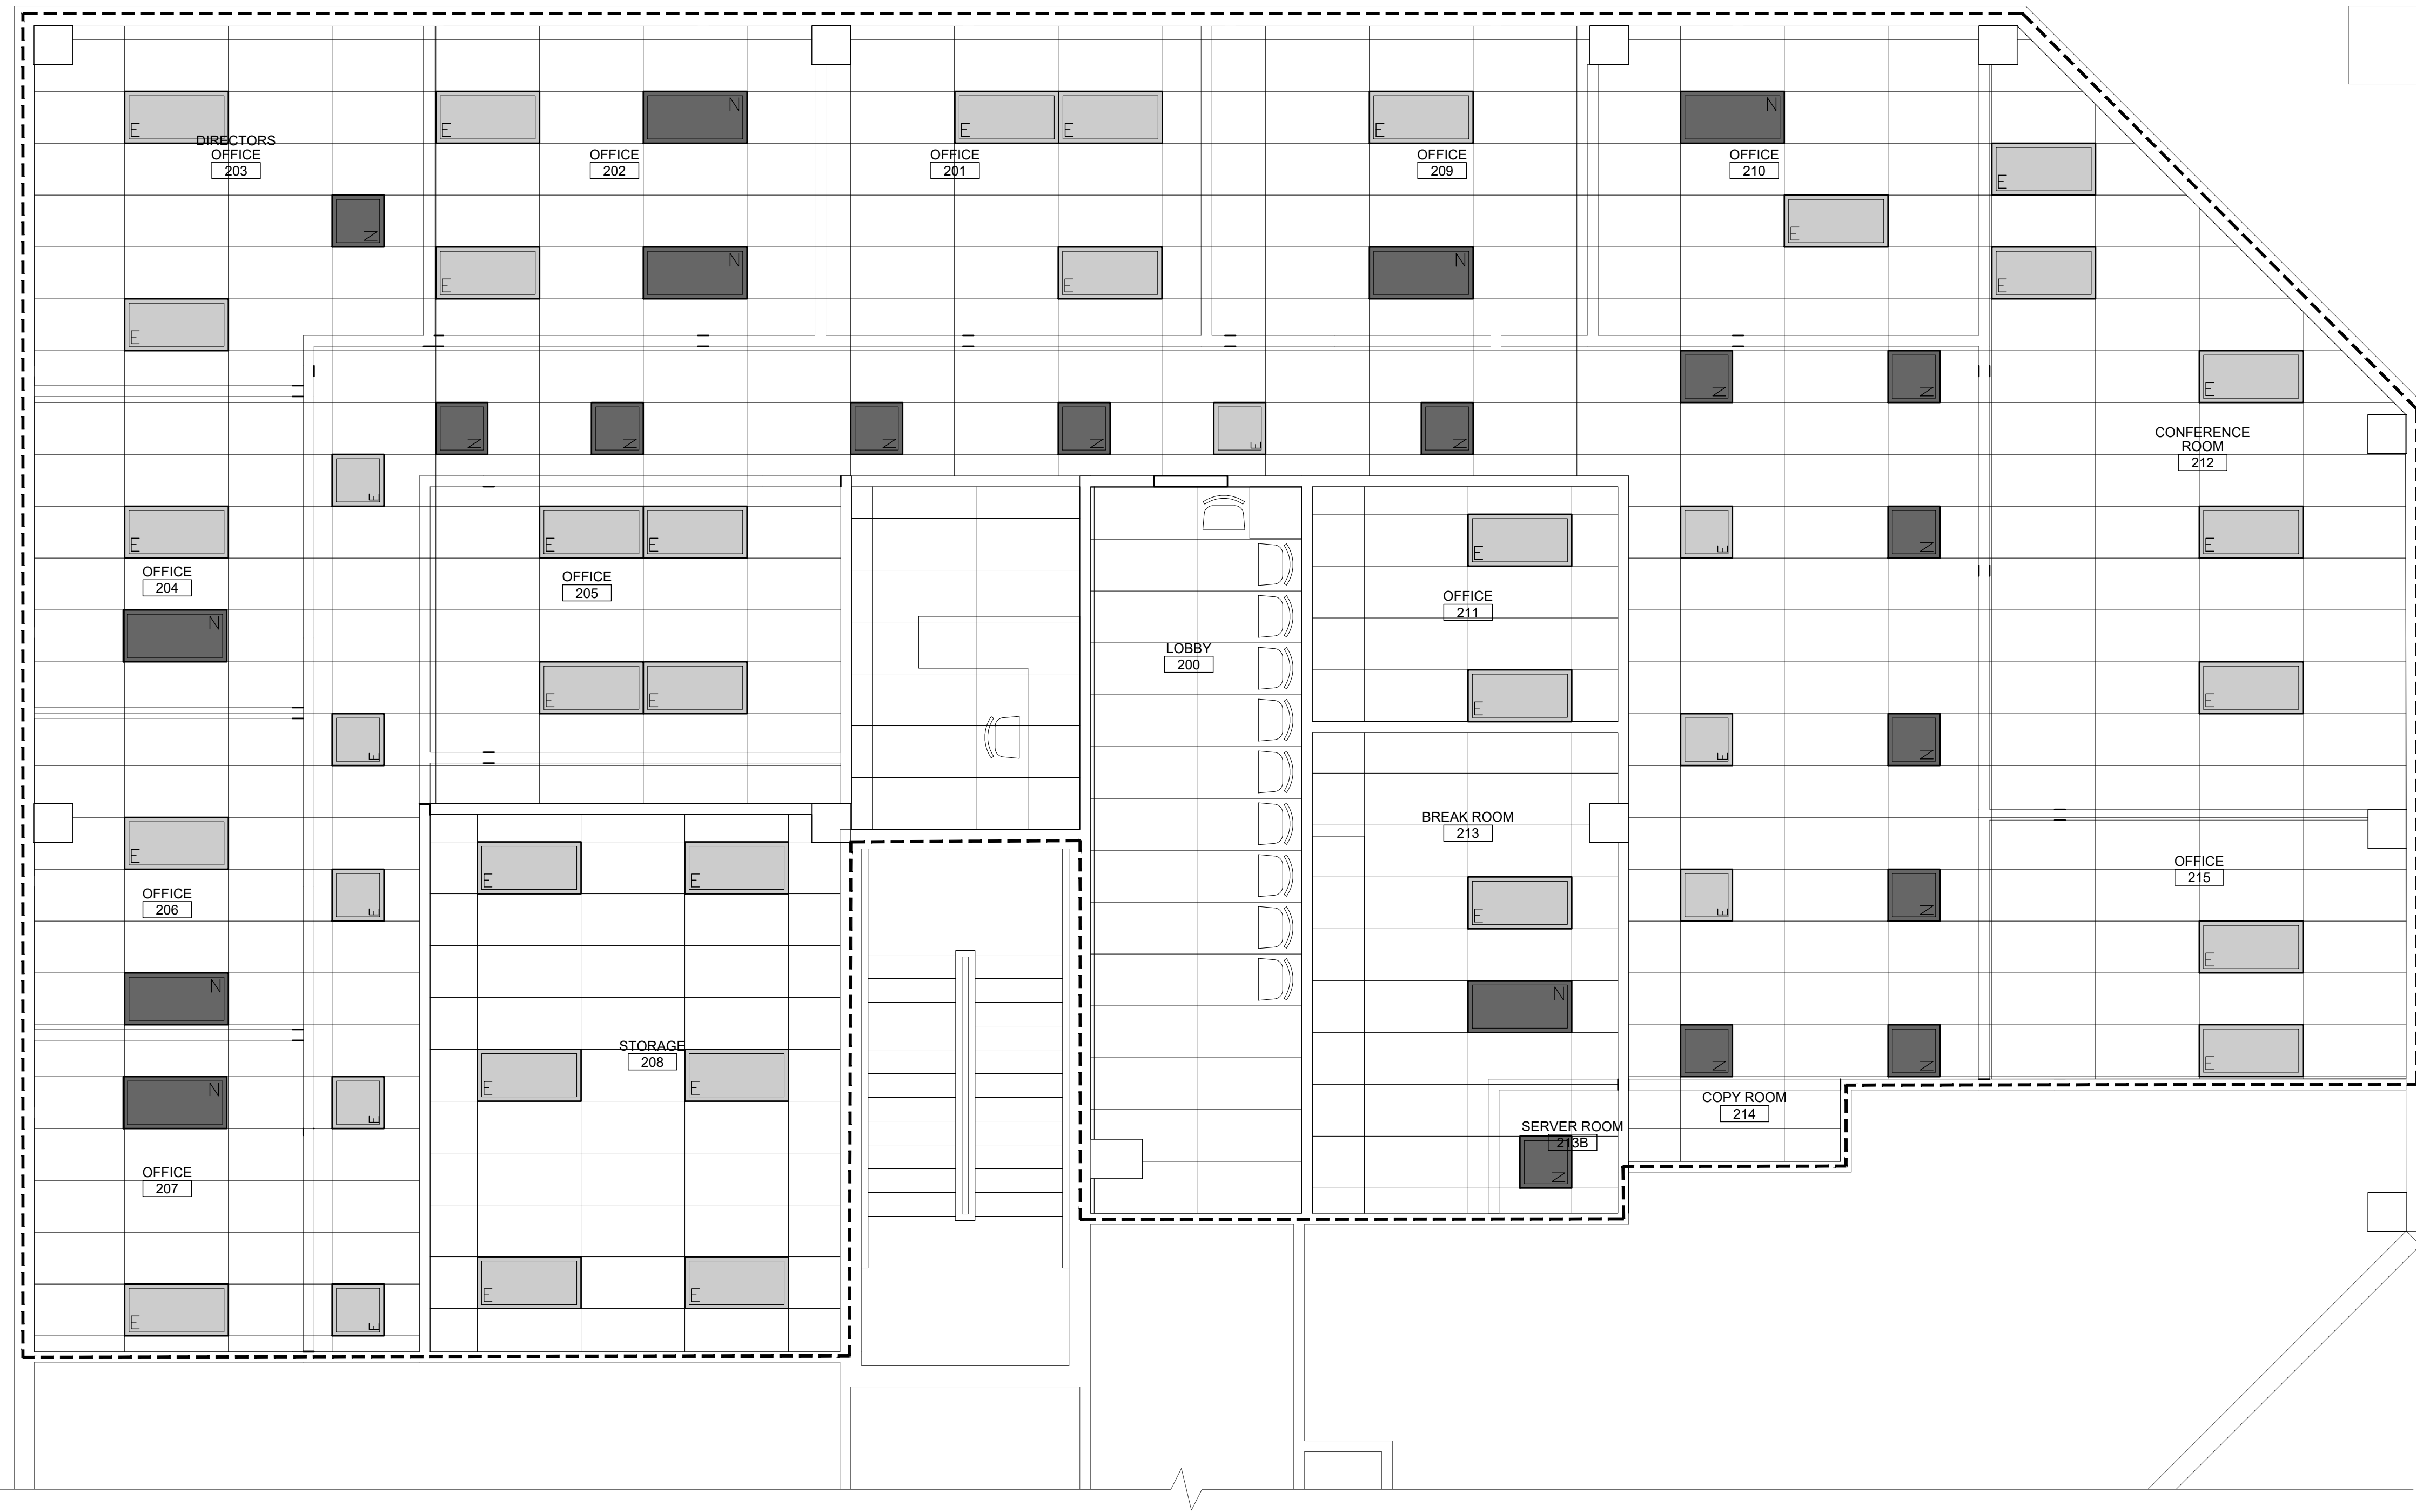 E
E
N
E
E
E
N
DIRECTORS
OFFICE
203
OFFICE
202
OFFICE
201
OFFICE
209
OFFICE
210
E
N
E
E
N
E
N
E
E
N
N
E
N
N
N
N
E
N
CONFERENCE
ROOM
212
E
E
E
E
E
E
N
E
OFFICE
204
OFFICE
205
OFFICE
211
N
LOBBY
200
E
E
E
E
E
E
N
BREAK ROOM
213
E
E
E
OFFICE
215
OFFICE
206
E
E
E
N
E
N
N
STORAGE
208
E
E
N
N
E
N
E
COPY ROOM
214
SERVER ROOM
213B
N
OFFICE
207
E
E
E
E